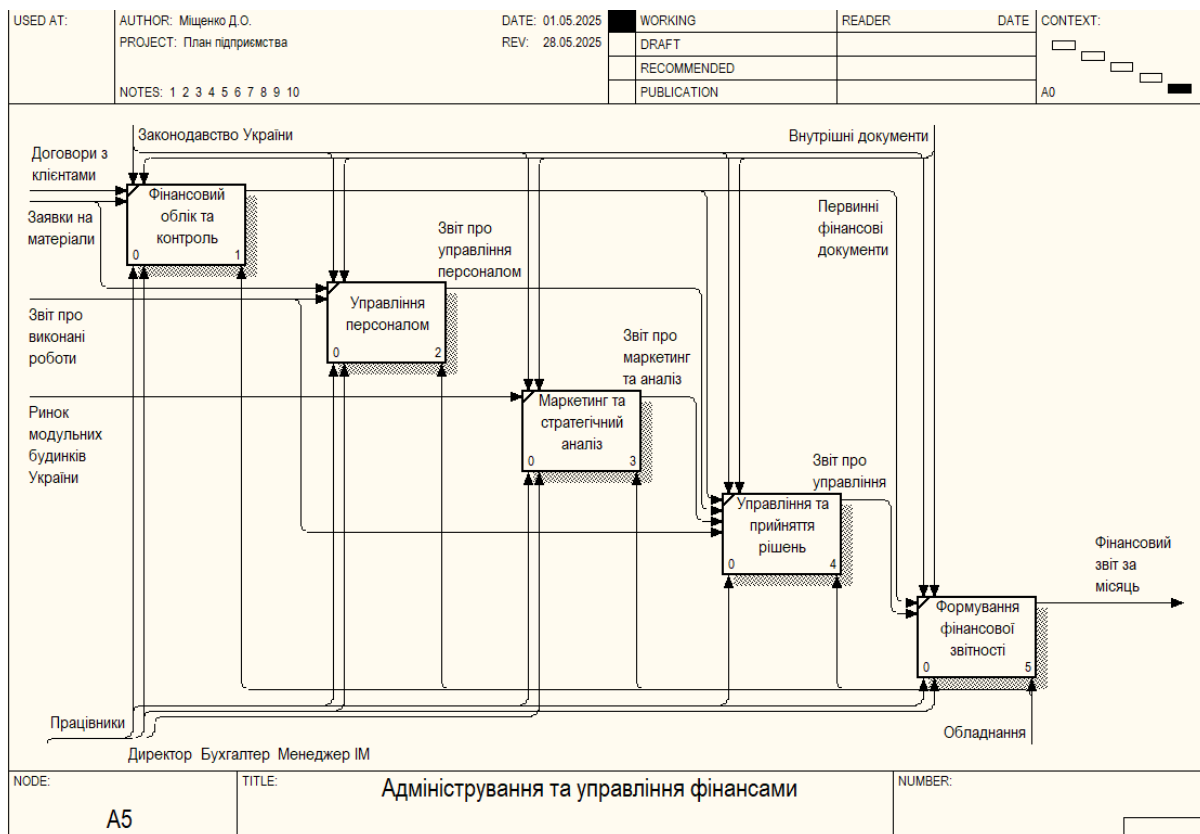 USED AT:
AUTHOR: Міщенко Д.О.
DATE: 01.05.2025
WORKING
READER
DATE
CONTEXT:
PROJECT: План підприємства
REV: 28.05.2025
DRAFT
RECOMMENDED
NOTES: 1 2 3 4 5 6 7 8 9 10
PUBLICATION
A0
Законодавство України
Внутрішні документи
Договори з
клієнтами
Заявки на
матеріали
Фінансовий
облік та
контроль
0
1
Первинні
фінансові
документи
Звіт про
управління
персоналом
Звіт про
виконані
роботи
Управління
персоналом
0
2
Звіт про
маркетинг
та аналіз
Ринок
модульних
будинків
України
Маркетинг та
стратегічний
аналіз
0
3
Звіт про
управління
Управління та
прийняття
рішень
0
4
Фінансовий
звіт за
місяць
Формування
фінансової
звітності
0
5
Працівники
Обладнання
Директор Бухгалтер Менеджер ІМ
NODE:
TITLE:
Адміністрування та управління фінансами
NUMBER:
A5